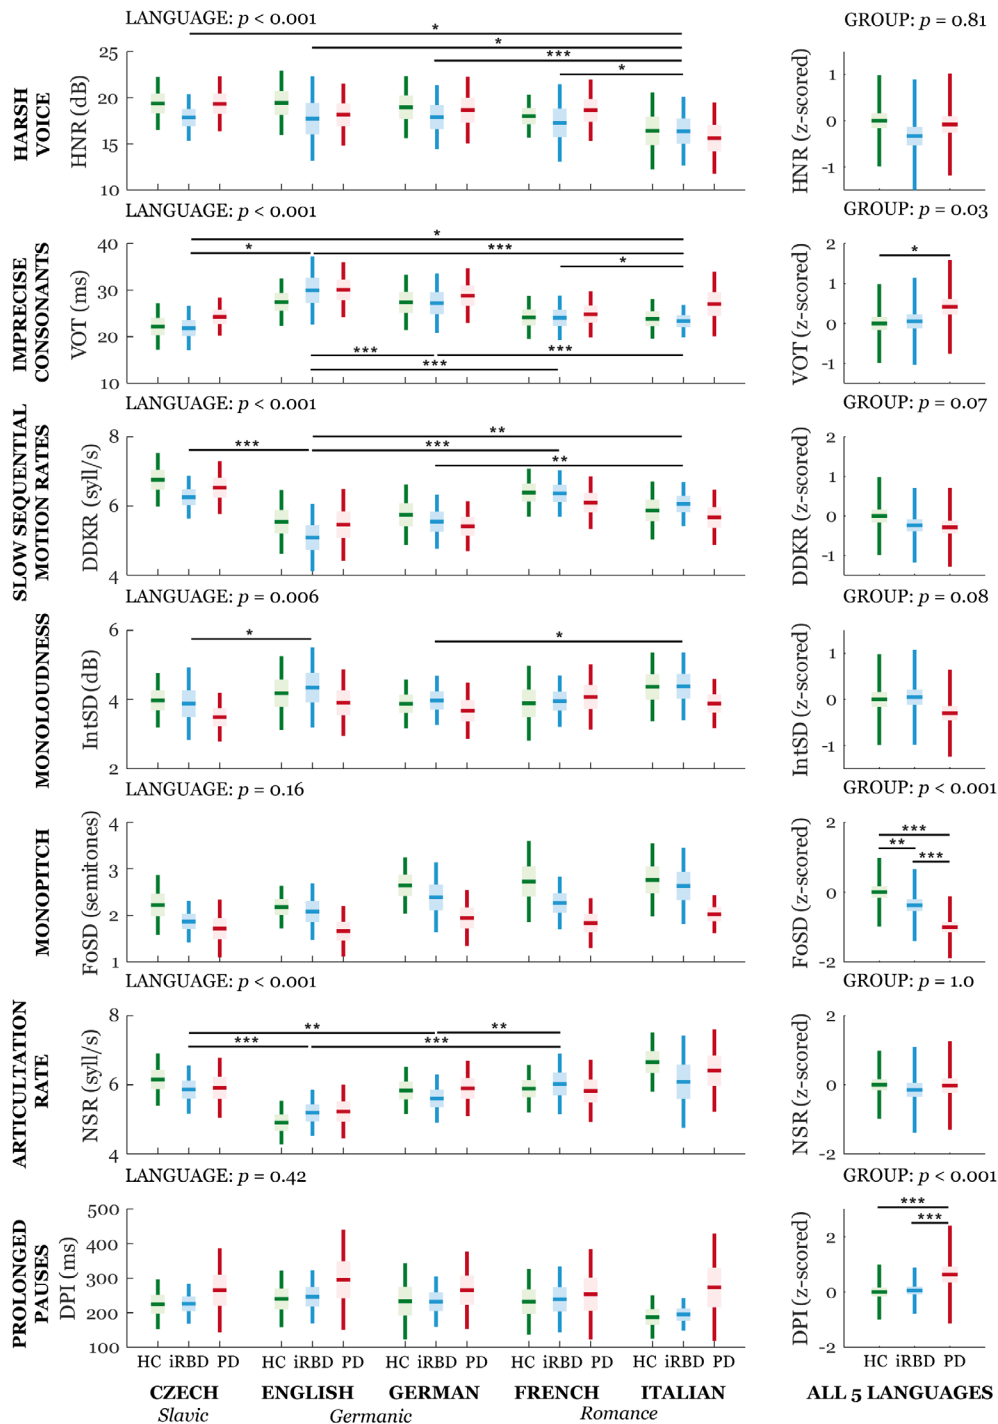 LANGUAGE: p < 0.001
GROUP: p = 0.81
HARSH
VOICE
HNR (dB)
25
20
15
10
*
*
***
*
HNR (z-scored)
1
0
-1
LANGUAGE: p < 0.001
GROUP: p = 0.03
IMPRECISE
CONSONANTS
VOT (ms)
40
30
20
10
*
* ***
*
*** ***
***
VOT (z-scored)
2
1
0
-1
*
LANGUAGE: p < 0.001
GROUP: p = 0.07
SLOW SEQUENTIAL
MOTION RATES
DDKR (syll/s)
8
6
4
**
*** ***
**
DDKR (z-scored)
2
1
0
-1
LANGUAGE: p = 0.006
GROUP: p = 0.08
MONOLOUDNESS
IntSD (dB)
6
4
2
* *
IntSD (z-scored)
1
0
-1
LANGUAGE: p = 0.16
GROUP: p < 0.001
MONOPITCH
F0SD (semitones)
4
3
2
1
F0SD (z-scored)
2
0
-2
***
**
***
LANGUAGE: p < 0.001
GROUP: p = 1.0
ARTICULTATION
RATE
NSR (syll/s)
8
6
4
** **
*** ***
NSR (z-scored)
2
0
-2
LANGUAGE: p = 0.42
GROUP: p < 0.001
PROLONGED
PAUSES
DPI (ms)
500
400
300
200
100
DPI (z-scored)
2
0
-2
***
***
HC iRBD PD HC iRBD PD HC iRBD PD HC iRBD PD HC iRBD PD HC iRBD PD
CZECH ENGLISH GERMAN FRENCH ITALIAN ALL 5 LANGUAGES
Slavic Germanic Romance